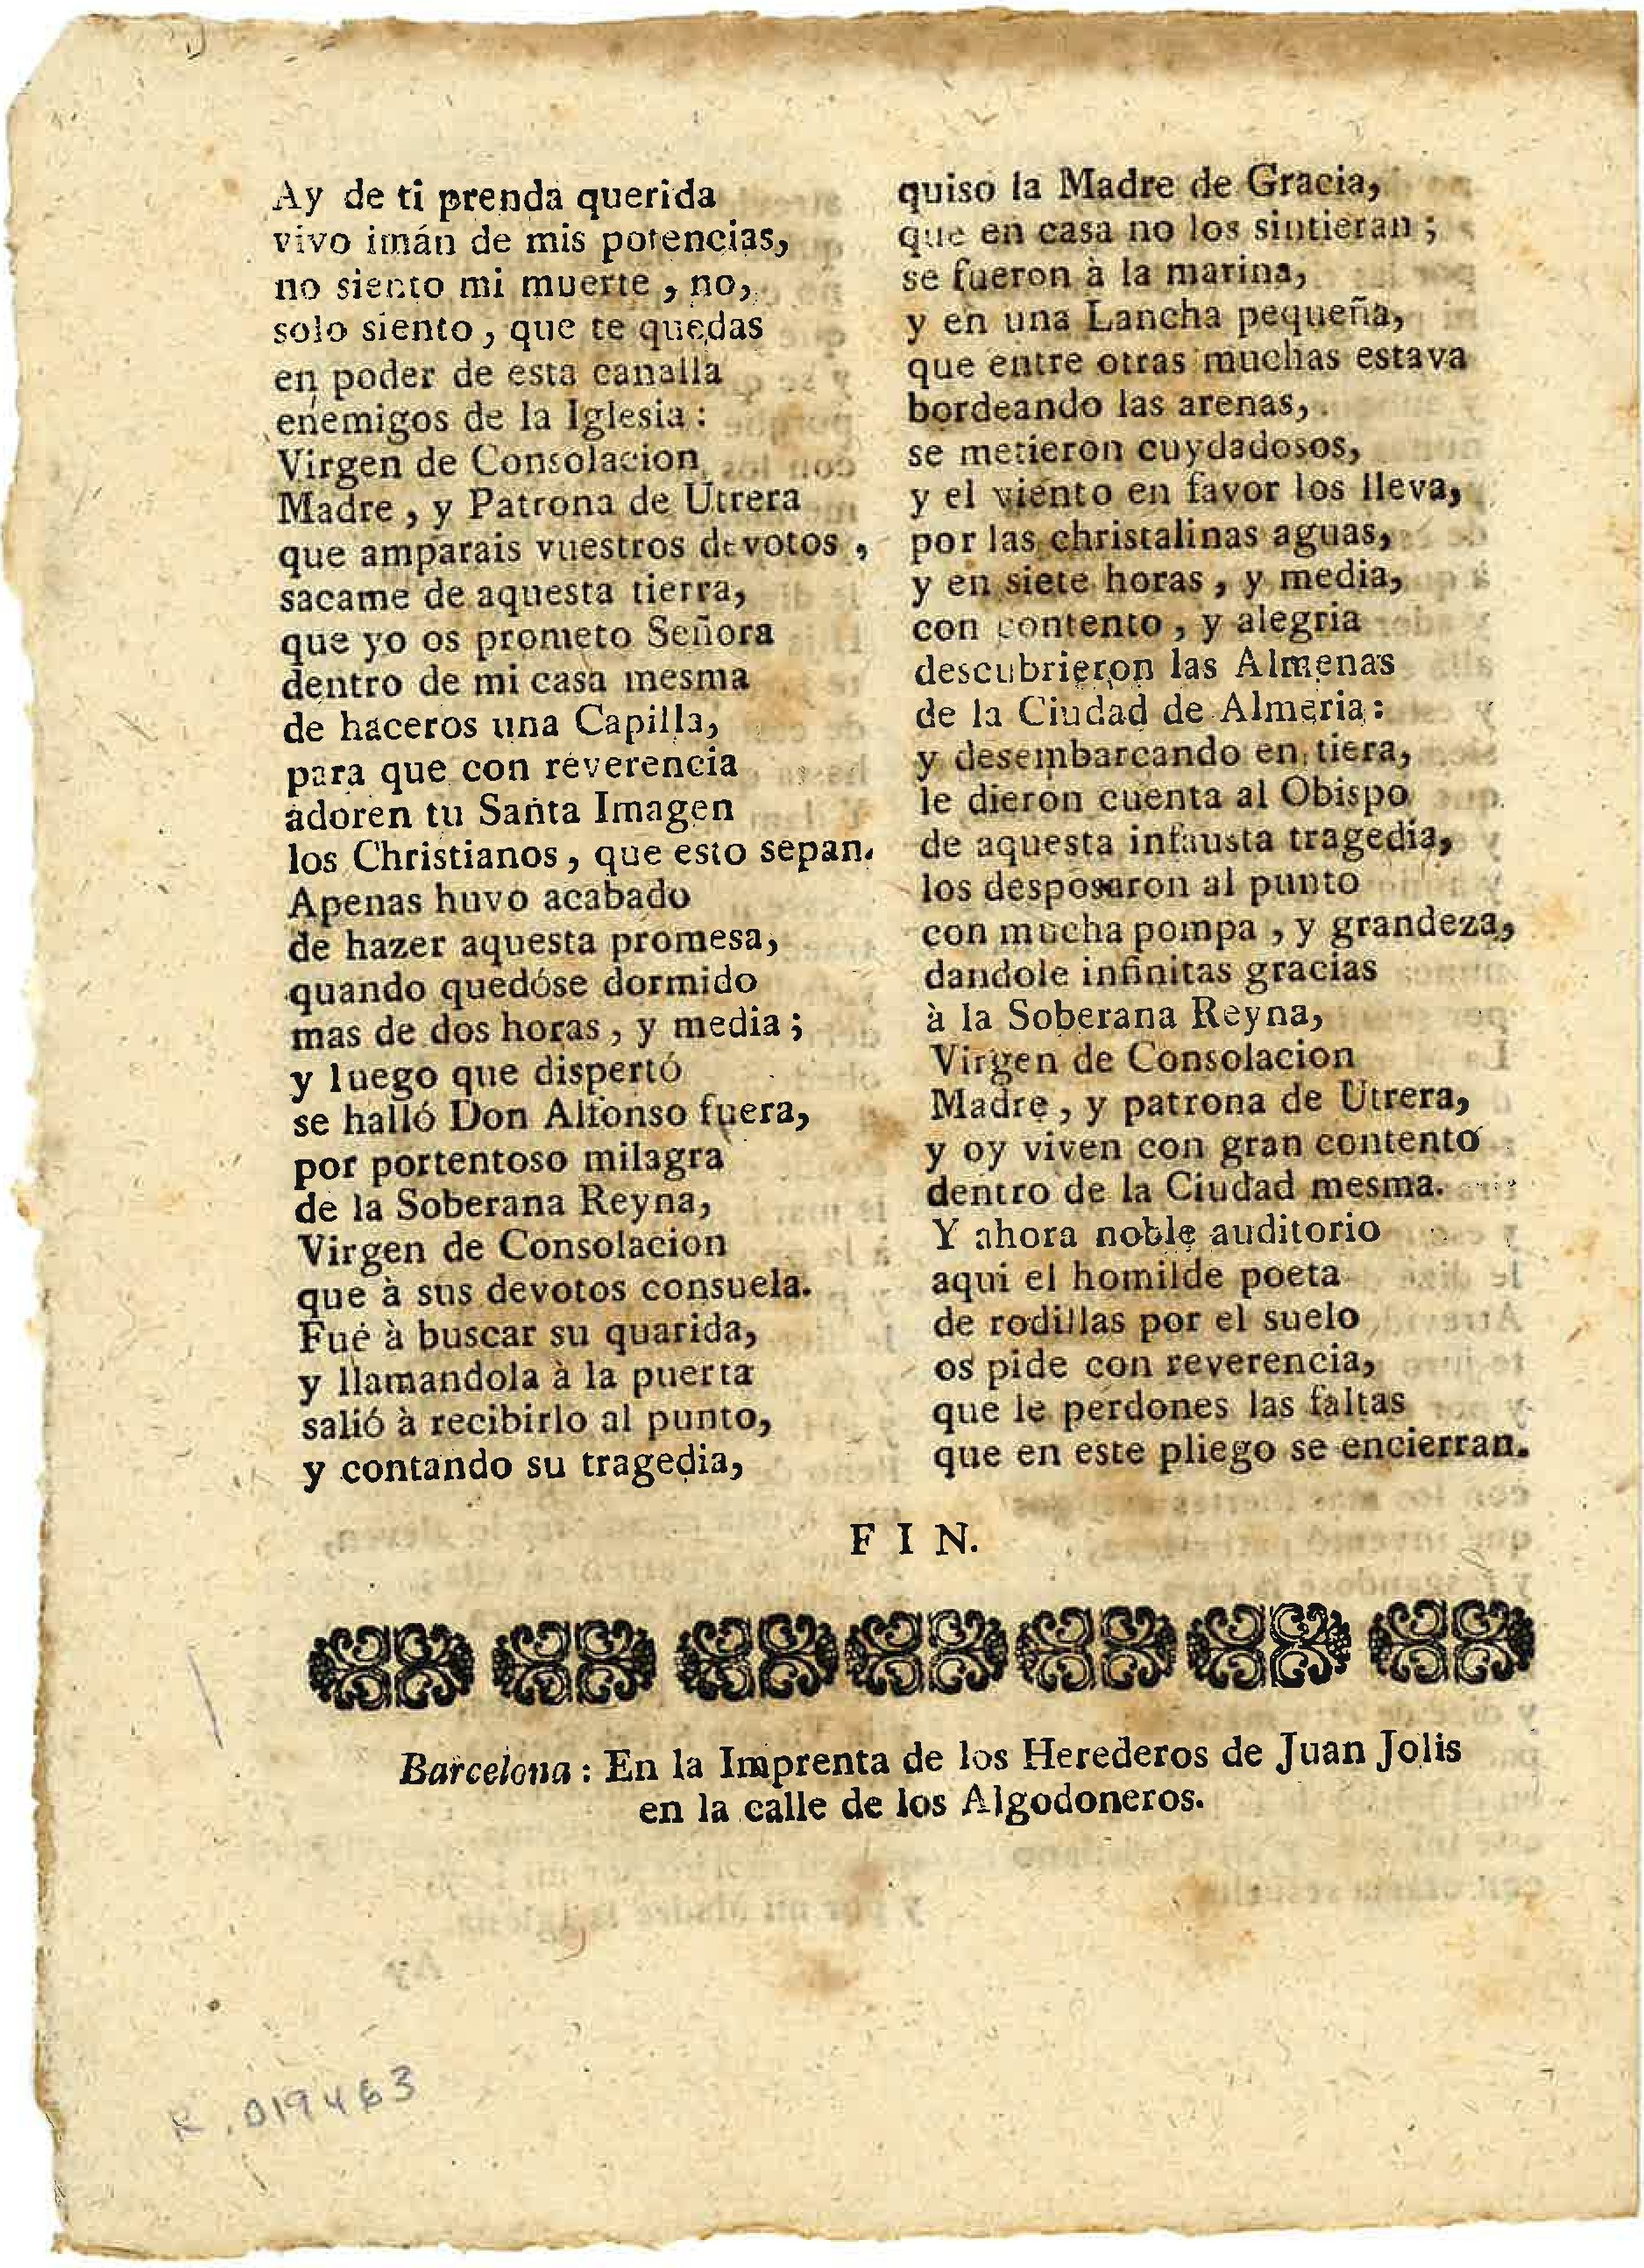 Ay de ti prenda querida
vivo imán de mis potencias,
no siento mi muerte , no,
solo siento , que te quedas
en poder de esta canalla
enemigos de la Iglesia :
Virgen de Consolacion
Madre , y Patrona de Utrera
que amparais vuestros devotos ,
sacame de aquesta tierra,
que yo os prometo Señora
dentro de mi casa mesma
de haceros una Capilla,
para que con reverencia
adoren tu Santa Imagen
los Christianos , que esto sepan.
Apenas huvo acabado
de hazer aquesta promesa,
quando quedóse dormido
mas de dos horas , y media ;
y luego que dispertó
se halló Don Alfonso fuera,
por portentoso milagra
de la Soberana Reyna,
Virgen de Consolacion
que à sus devotos consuela.
Fué à buscar su quarida,
y llamandola à la puerta
salió à recibirlo al punto,
y contando su tragedia,
quiso la Madre de Gracia,
que en casa no los sintieran ;
se fueron à la marina,
y en una Lancha pequeña,
que entre otras muchas estava
bordeando las arenas,
se metieron cuydadosos,
y el viento en favor los lleva,
por las christalinas aguas,
y en siete horas , y media,
con contento , y alegria
descubrieron las Almenas
de la Ciudad de Almeria :
y desembarcando en tiera,
le dieron cuenta al Obispo
de aquesta infausta tragedia,
los desposaron al punto
con mucha pompa , y grandeza,
dandole infinitas gracias
à la Soberana Reyna,
Virgen de Consolacion
Madre , y patrona de Utrera,
y oy viven con gran contento
dentro de la Ciudad mesma.
Y ahora noble auditorio
aqui el homilde poeta
de rodillas por el suelo
os pide con reverencia,
que le perdones las faltas
que en este pliego se encierran.
F I N.
Barcelona : En la Imprenta de los Herederos de Juan Jolis
en la calle de los Algodoneros.
R. 019463